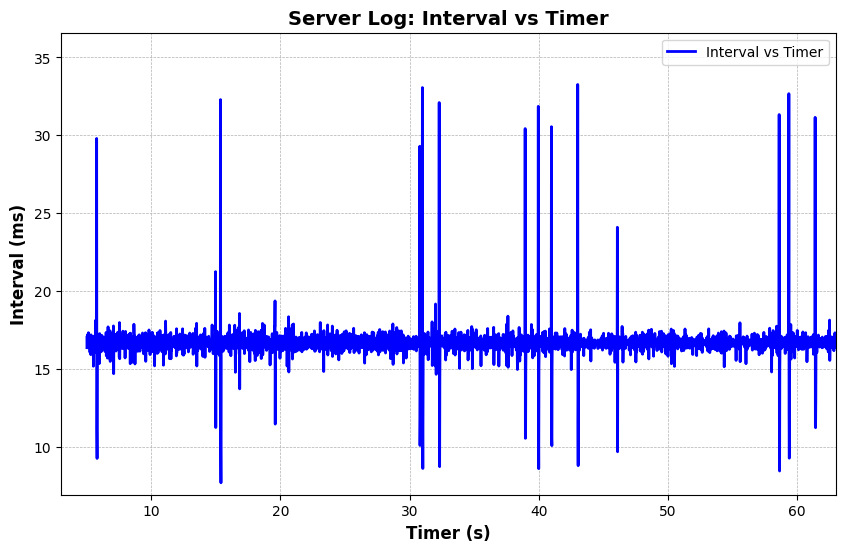 Server Log: Interval vs Timer
Interval vs Timer
35
30
25
20
15
10
Interval (ms)
10 20 30 40 50 60
Timer (s)